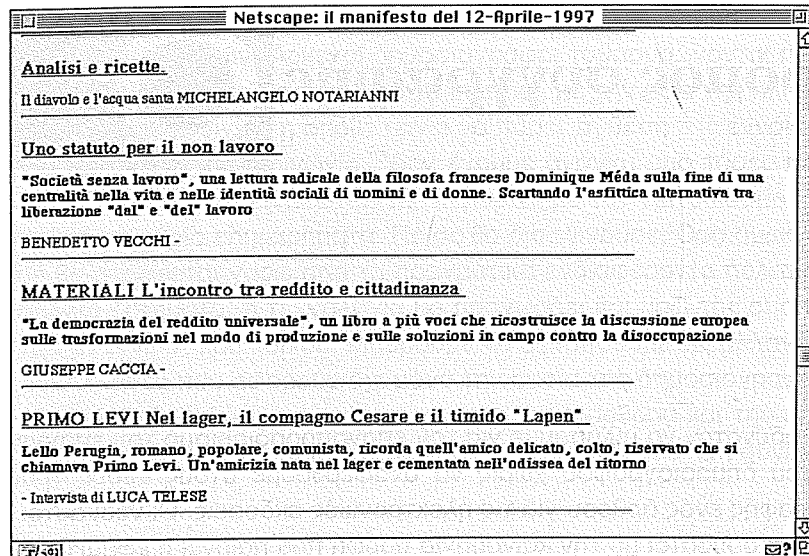 Netscape: il manifesto del 12-Aprile-1997
Analisi e ricette.
Il diavolo e l'acqua santa MICHELANGELO NOTARIANNI
Uno statuto per il non lavoro
"Società senza lavoro", una lettura radicale della filosofa francese Dominique Méda sulla fine di una
centralità nella vita e nelle identità sociali di uomini e di donne. Scartando l'asfittica alternativa tra
liberazione "dal" e "del" lavoro
BENEDETTO VECCHI -
MATERIALI L'incontro tra reddito e cittadinanza
"La democrazia del reddito universale", un libro a più voci che ricostruisce la discussione europea
sulle trasformazioni nel modo di produzione e sulle soluzioni in campo contro la disoccupazione
GIUSEPPE CACCIA -
PRIMO LEVI Nel lager, il compagno Cesare e il timido "Lapen"
Lello Perugia, romano, popolare, comunista, ricorda quell'amico delicato, colto, riservato che si
chiamava Primo Levi. Un'amicizia nata nel lager e cementata nell'odissea del ritorno
- Intervista di LUCA TELESE